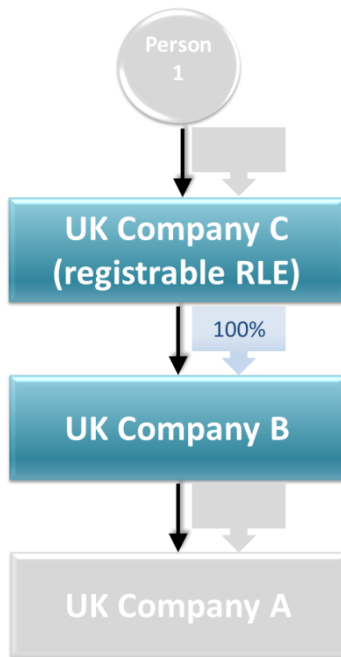 Person
1
UK Company C
(registrable RLE)
100%
UK Company B
UK Company A